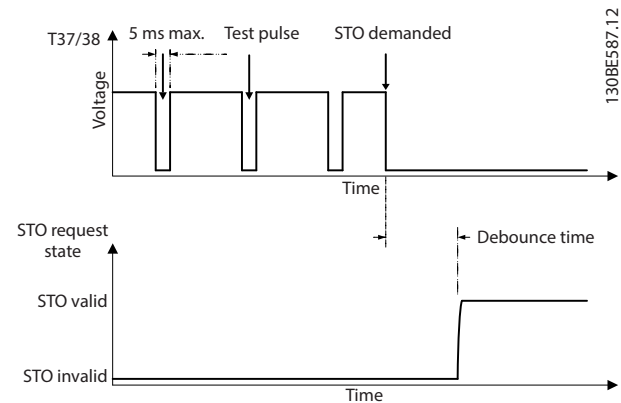 130BE587.12
5 ms max.
Test pulse
STO demanded
T37/38
Voltage
Time
STO request
state
Debounce time
STO valid
STO invalid
Time